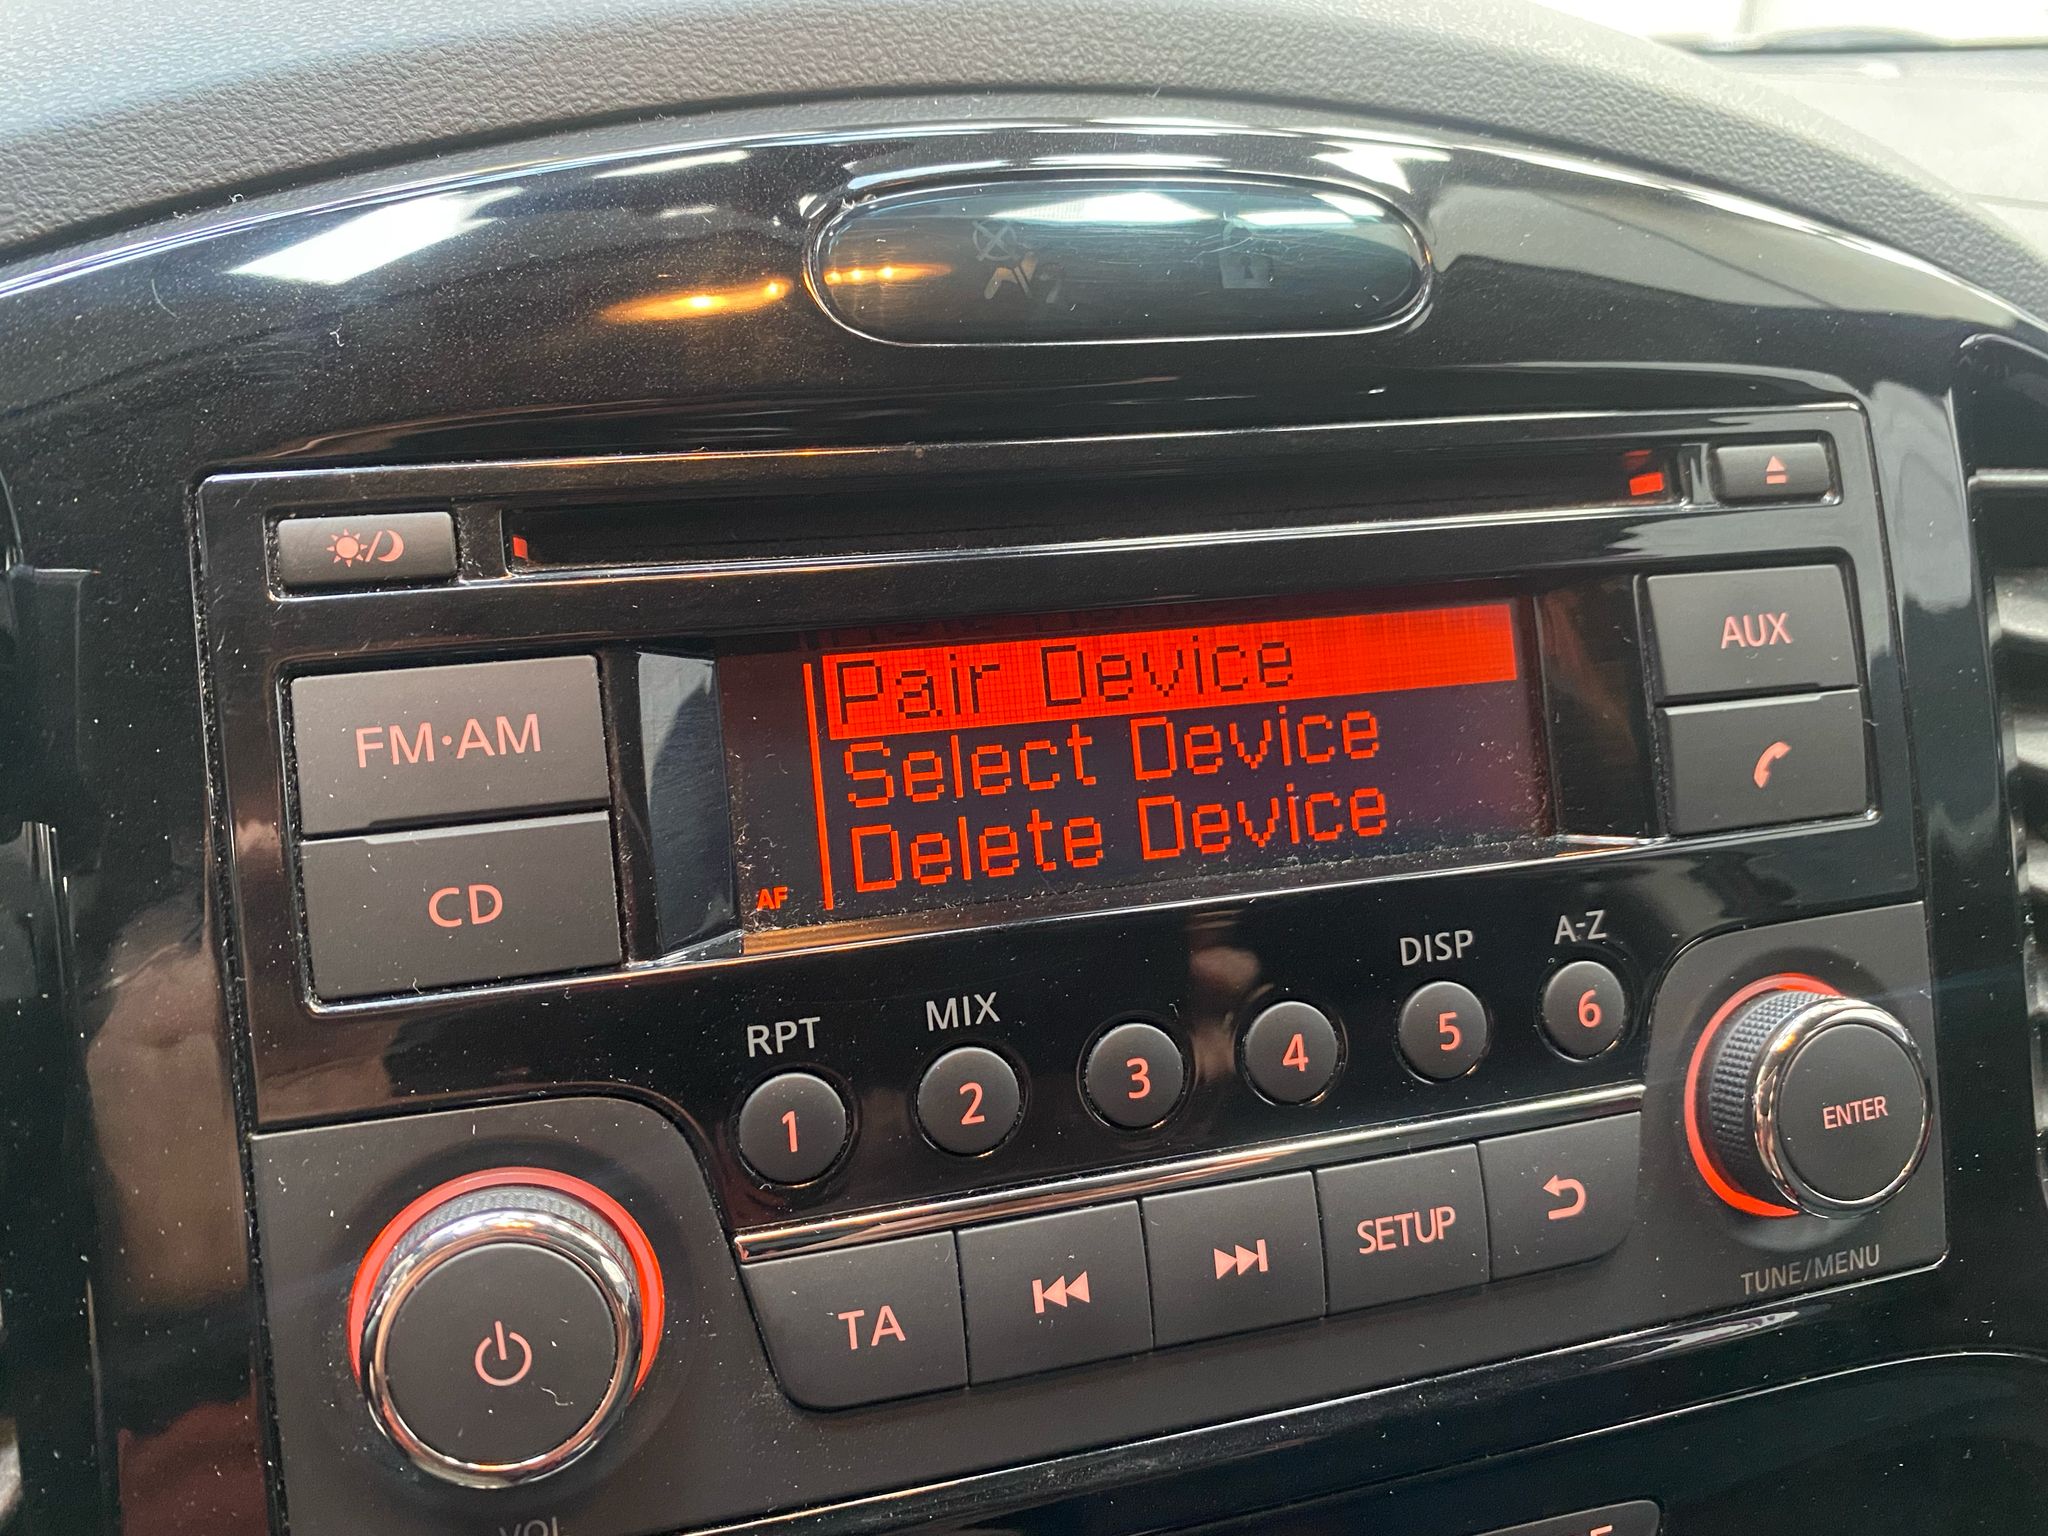 FM·AM
CD
Pair Device
Select Device
Delete Device
AF
AUX
RPT
MIX
DISP
A-Z
1
2
3
4
5
6
ENTER
TUNE/MENU
TA
SETUP
VOL